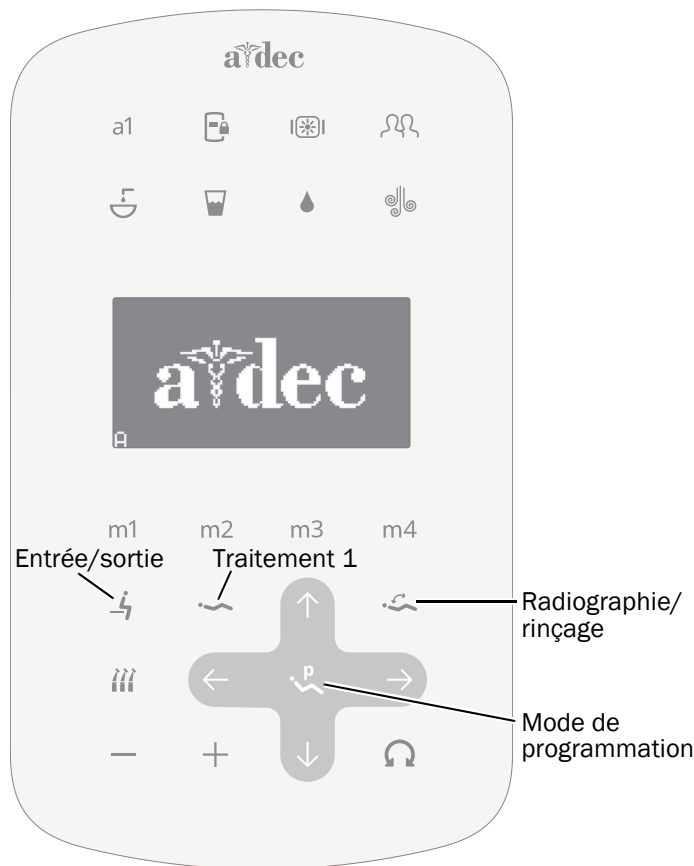 a dec
a1
a dec
A
m1 m2 m3 m4
Entrée/sortie Traitement 1
Radiographie/
rinçage
p
Mode de
programmation